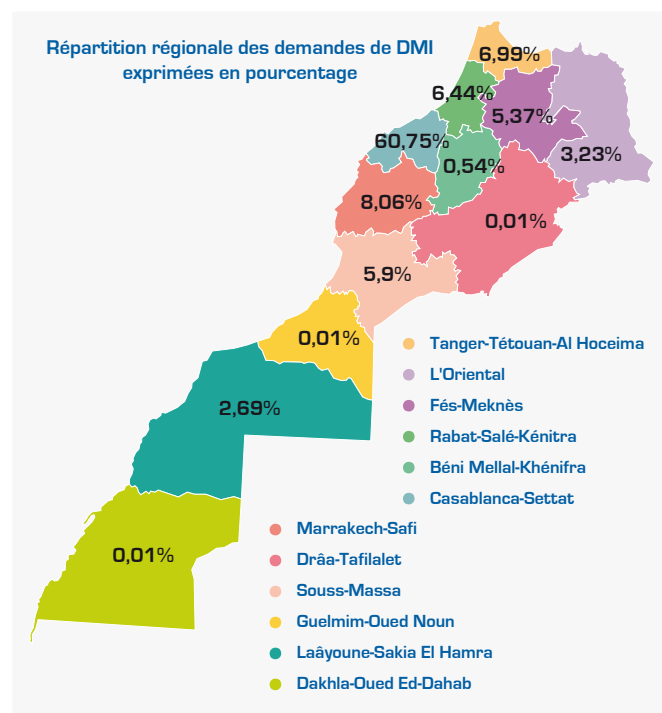 Répartition régionale des demandes de DMI
exprimées en pourcentage
6,99%
6,44%
5,37%
60,75%
0,54%
3,23%
8,06%
0,01%
5,9%
0,01%
2,69%
0,01%
Tanger-Tétouan-Al Hoceima
L'Oriental
Fés-Meknès
Rabat-Salé-Kénitra
Béni Mellal-Khénifra
Casablanca-Settat
Marrakech-Safi
Drâa-Tafilalet
Souss-Massa
Guelmim-Oued Noun
Laâyoune-Sakia El Hamra
Dakhla-Oued Ed-Dahab